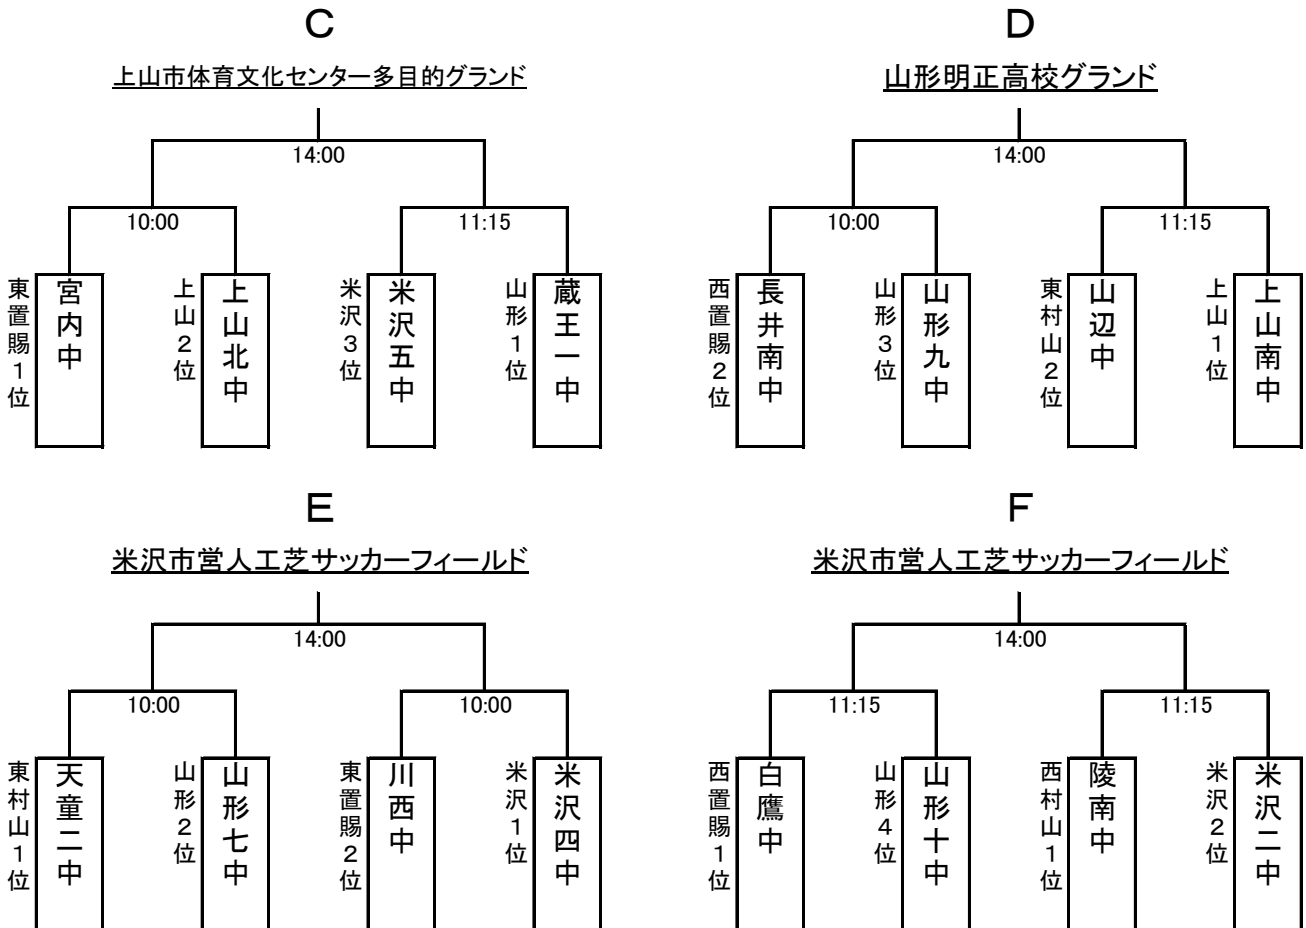 C
上山市体育文化センター多目的グランド
14:00
10:00
11:15
東置賜1位
宮内中
上山2位
上山北中
米沢3位
米沢五中
山形1位
蔵王一中
D
山形明正高校グランド
14:00
10:00
11:15
西置賜2位
長井南中
山形3位
山形九中
東村山2位
山辺中
上山1位
上山南中
E
米沢市営人工芝サッカーフィールド
14:00
10:00
10:00
東村山1位
天童二中
山形2位
山形七中
東置賜2位
川西中
米沢1位
米沢四中
F
米沢市営人工芝サッカーフィールド
14:00
11:15
11:15
西置賜1位
白鷹中
山形4位
山形十中
西村山1位
陵南中
米沢2位
米沢二中